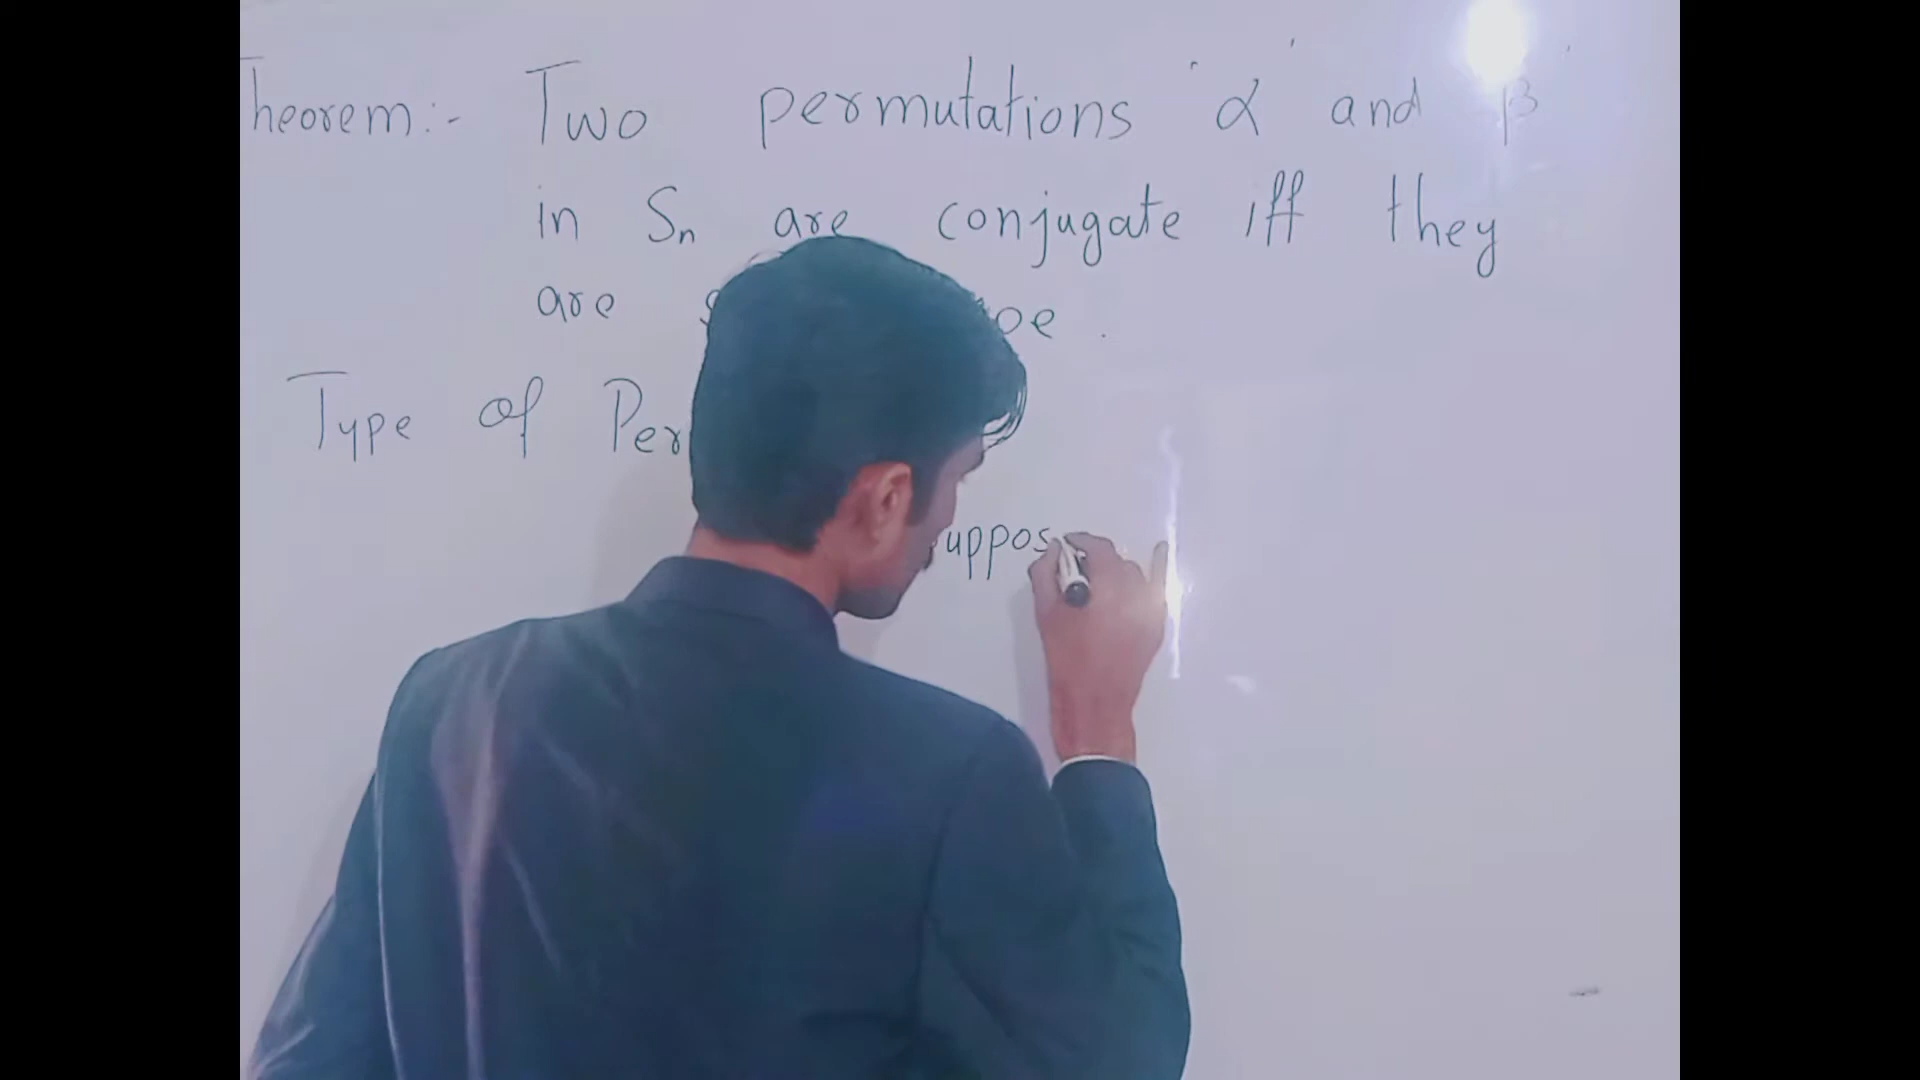 Theorem:- Two permutations 'α' and 'β'
in Sn are conjugate iff they
are
Type of Per
uppos